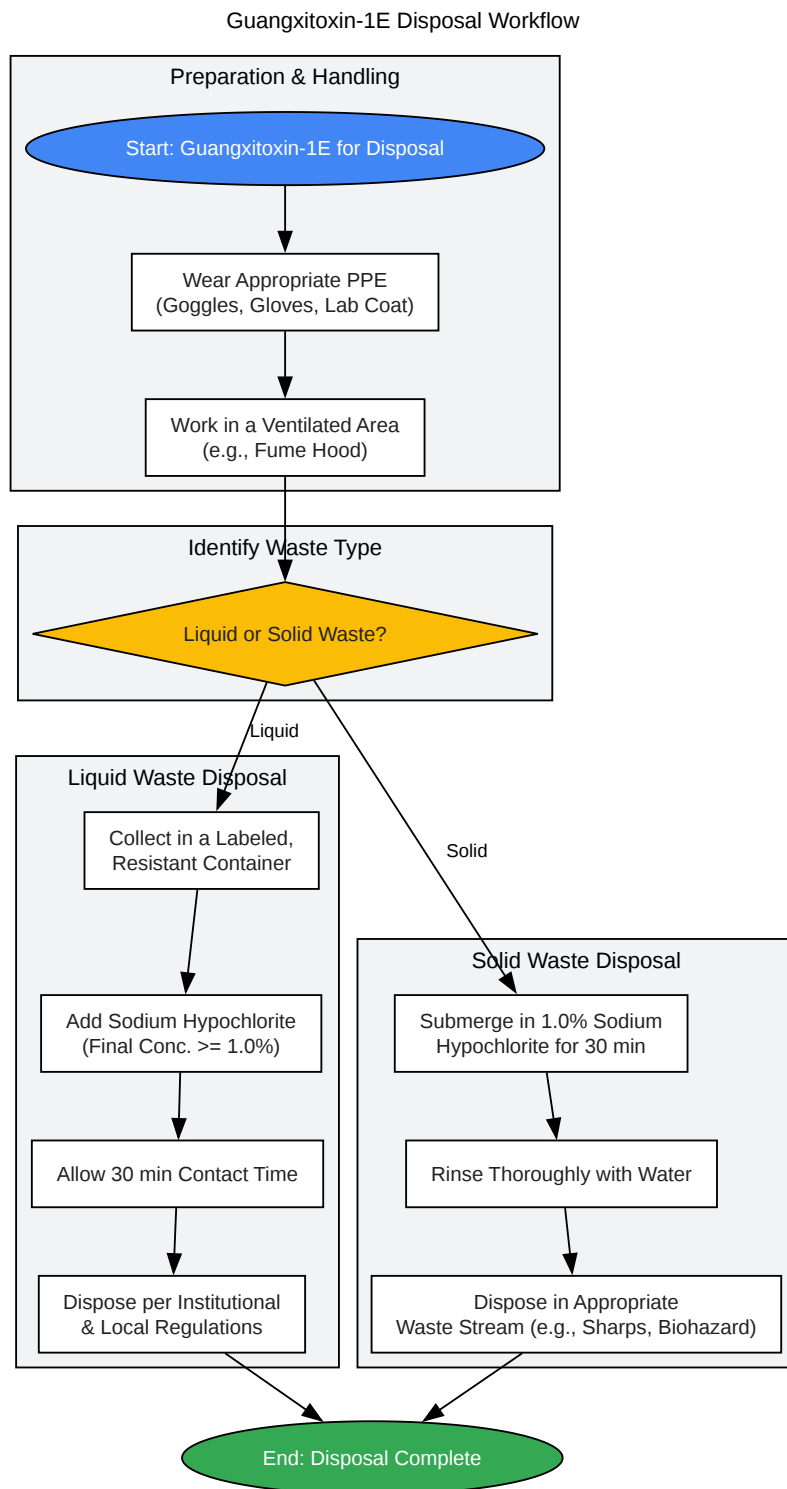 Guangxitoxin-1E Disposal Workflow
Preparation & Handling
Start: Guangxitoxin-1E for Disposal
Wear Appropriate PPE
(Goggles, Gloves, Lab Coat)
Work in a Ventilated Area
(e.g., Fume Hood)
Identify Waste Type
Liquid or Solid Waste?
Liquid
Solid
Liquid Waste Disposal
Collect in a Labeled,
Resistant Container
Add Sodium Hypochlorite
(Final Conc. >= 1.0%)
Allow 30 min Contact Time
Dispose per Institutional
& Local Regulations
Solid Waste Disposal
Submerge in 1.0% Sodium
Hypochlorite for 30 min
Rinse Thoroughly with Water
Dispose in Appropriate
Waste Stream (e.g., Sharps, Biohazard)
End: Disposal Complete